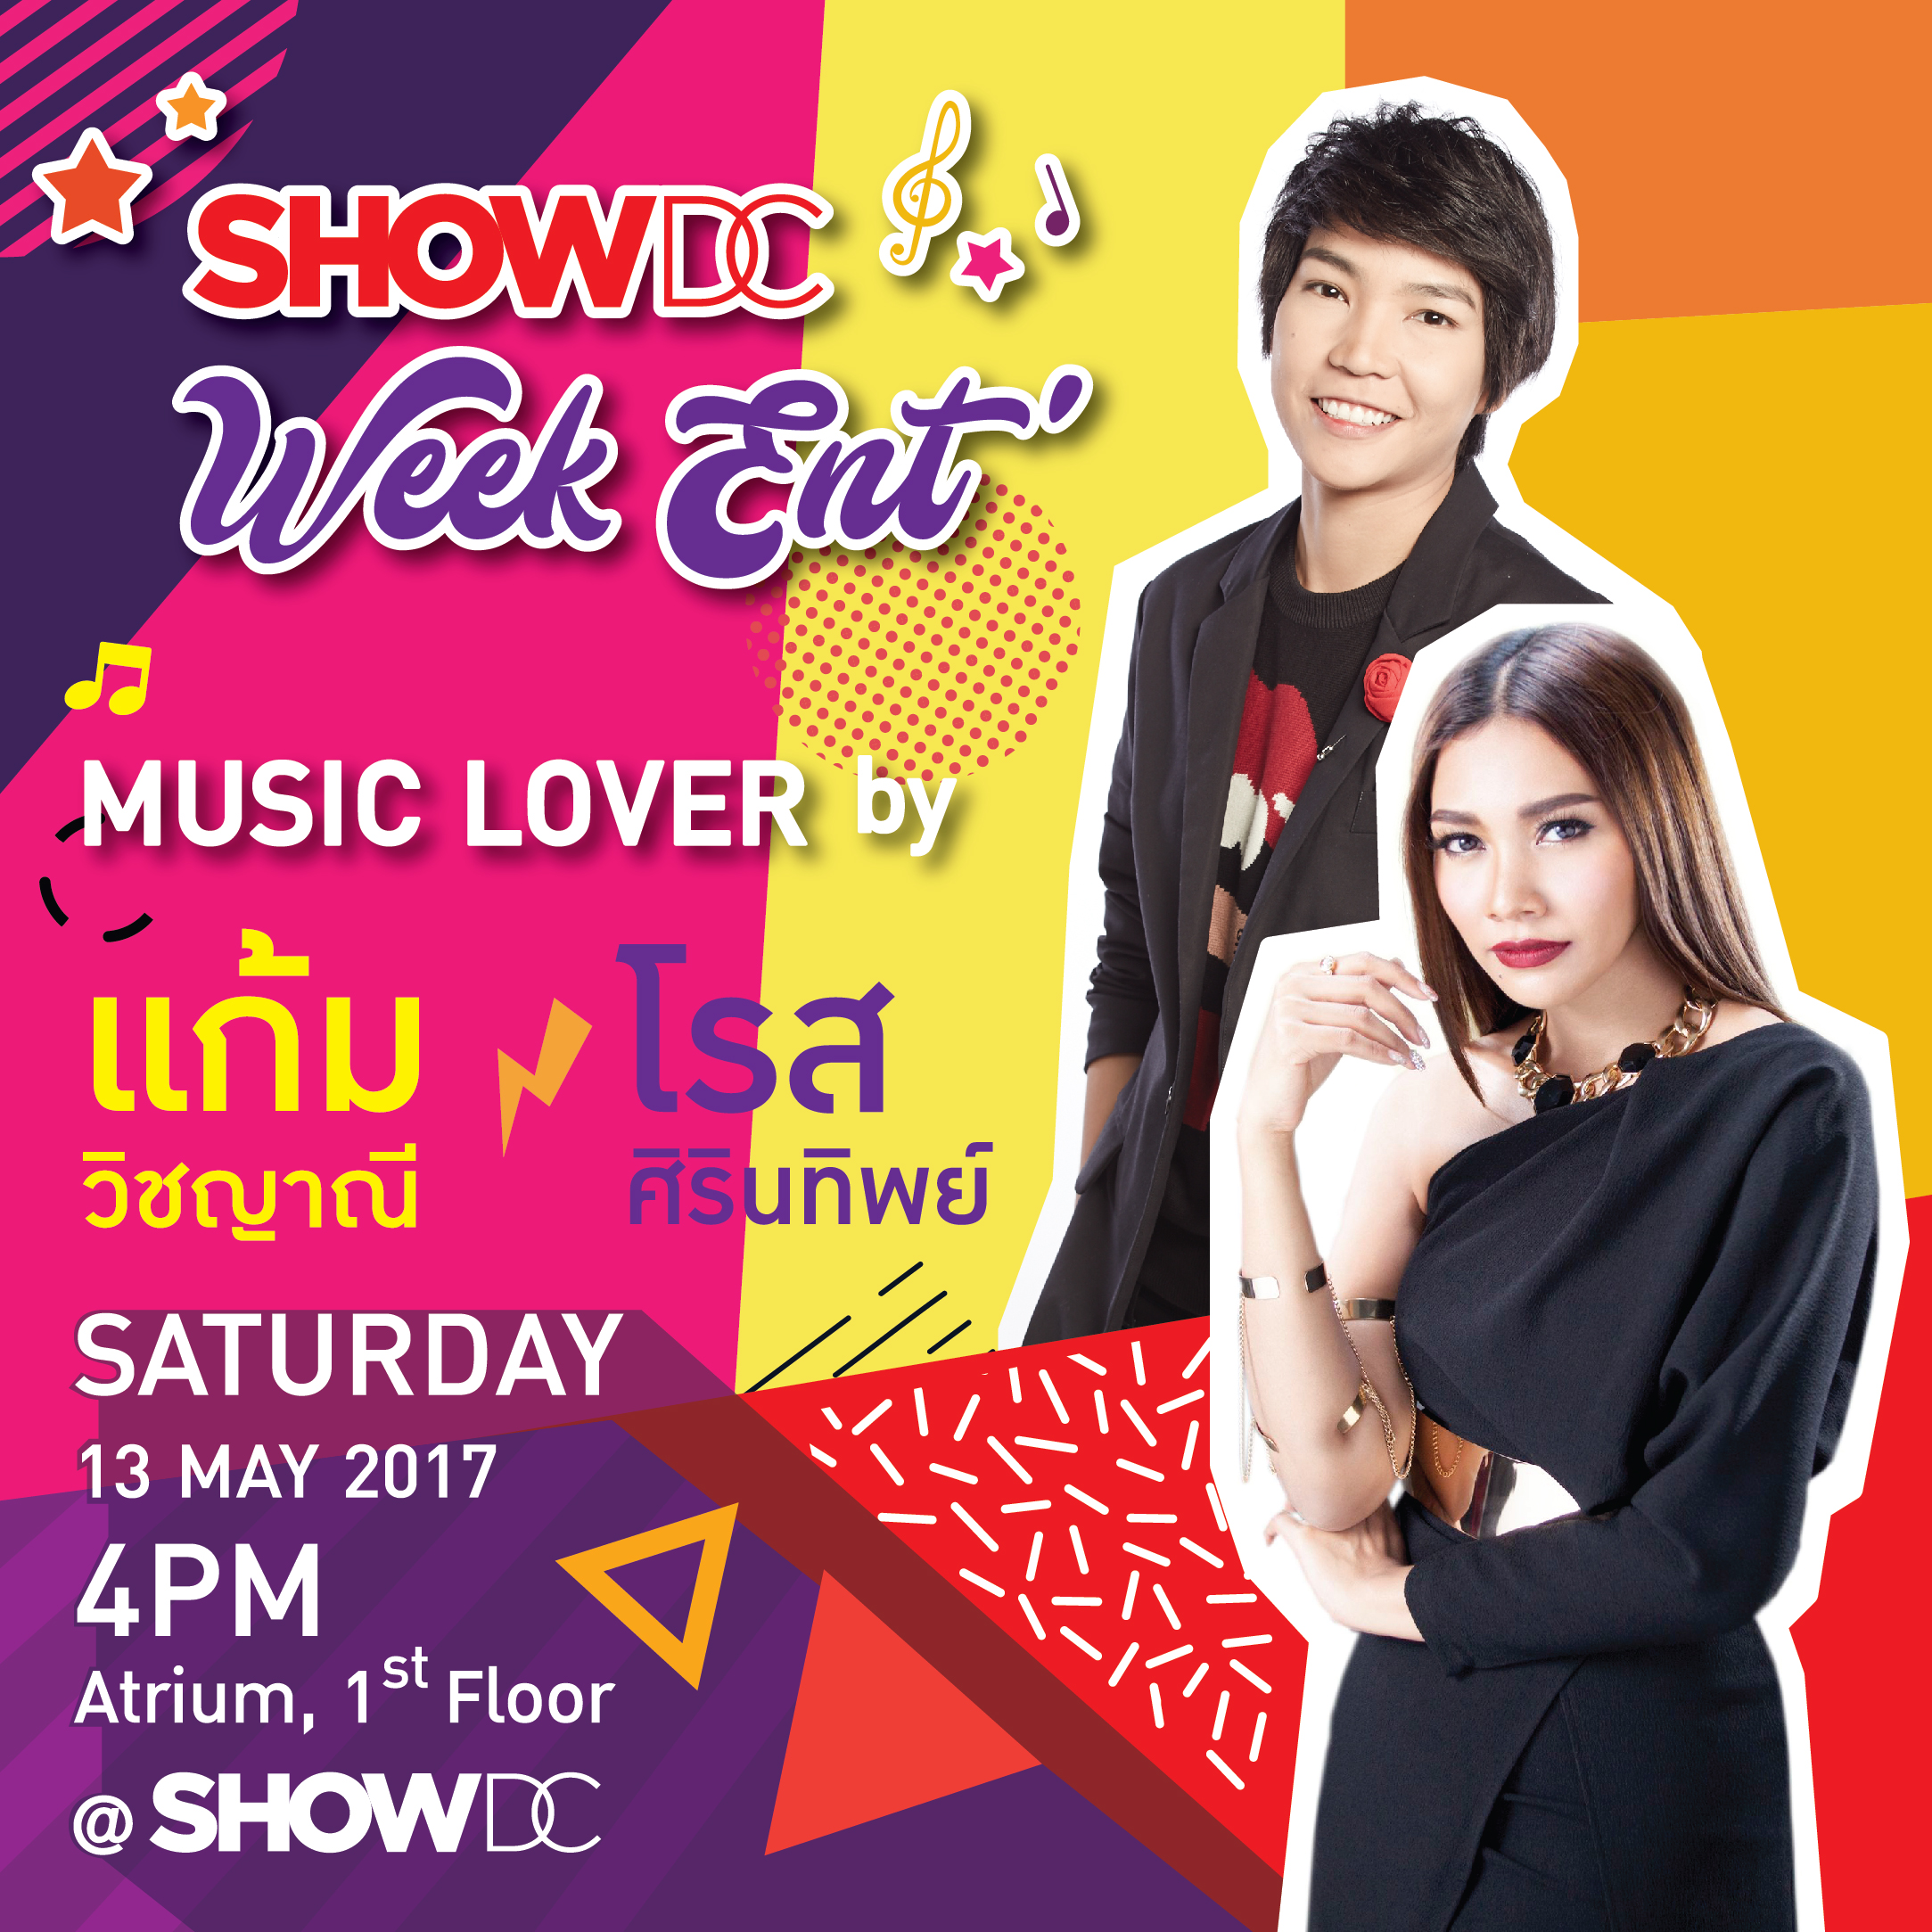 SHOWDC
Week Ent'
MUSIC LOVER by
แก้ม โรส
วิชญาณี ศิรินทิพย์
SATURDAY
13 MAY 2017
4PM
Atrium, 1st Floor
@ SHOWDC